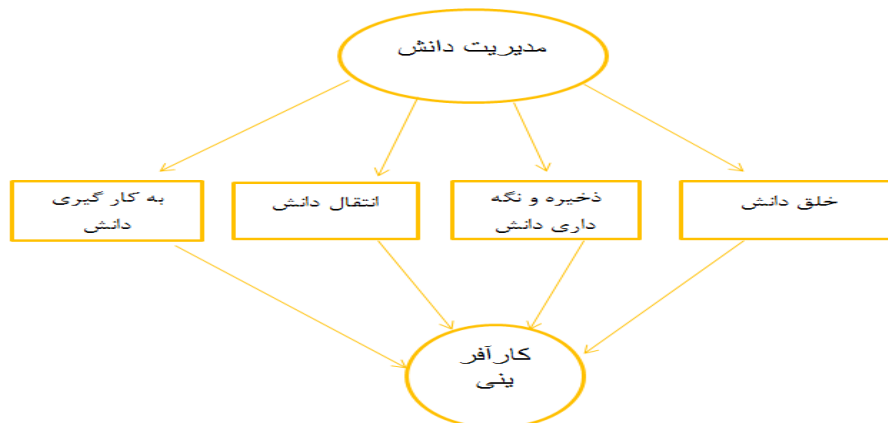 مدیریت دانش
خلق دانش
ذخیره و نگه
داری دانش
انتقال دانش
به کار گیری
دانش
کارآفر
ینی